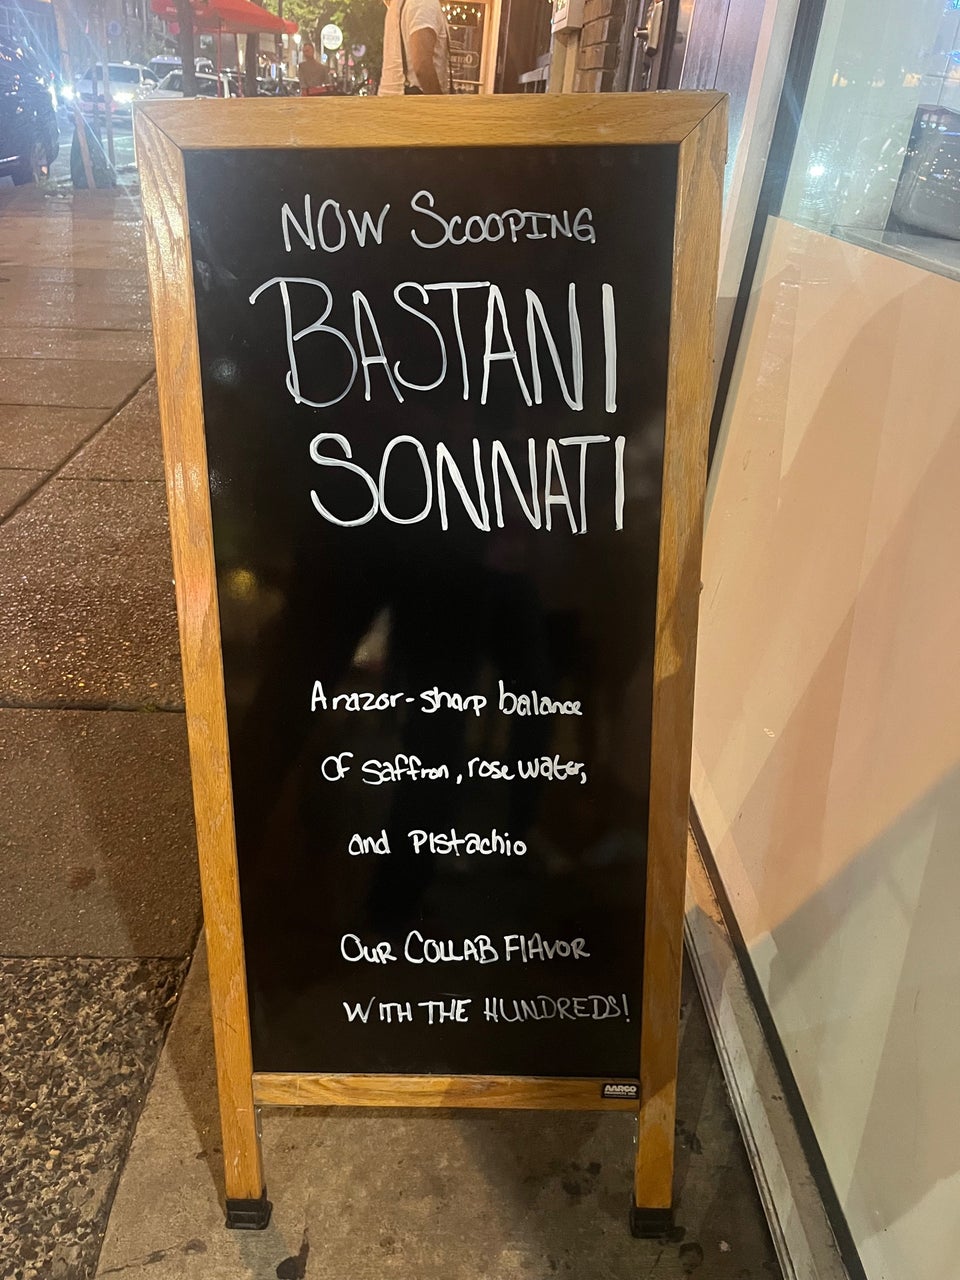 NOW SCOOPING
BASTANI
SONNATI
A razor-sharp balance
OF saffron, rose water,
and PIstachio
OUR COLLAB FlAVOR
WITH THE HUNDREDS!
AARCO